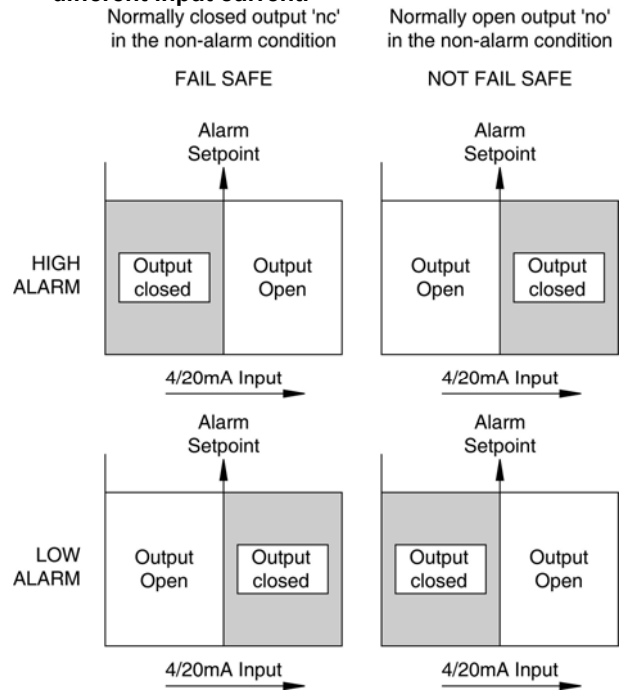 different input current.
Normally closed output 'nc'
in the non-alarm condition
Normally open output 'no'
in the non-alarm condition
FAIL SAFE
NOT FAIL SAFE
Alarm
Setpoint
Alarm
Setpoint
HIGH
ALARM
Output
closed
Output
Open
Output
Open
Output
closed
4/20mA Input
4/20mA Input
Alarm
Setpoint
Alarm
Setpoint
LOW
ALARM
Output
Open
Output
closed
Output
closed
Output
Open
4/20mA Input
4/20mA Input